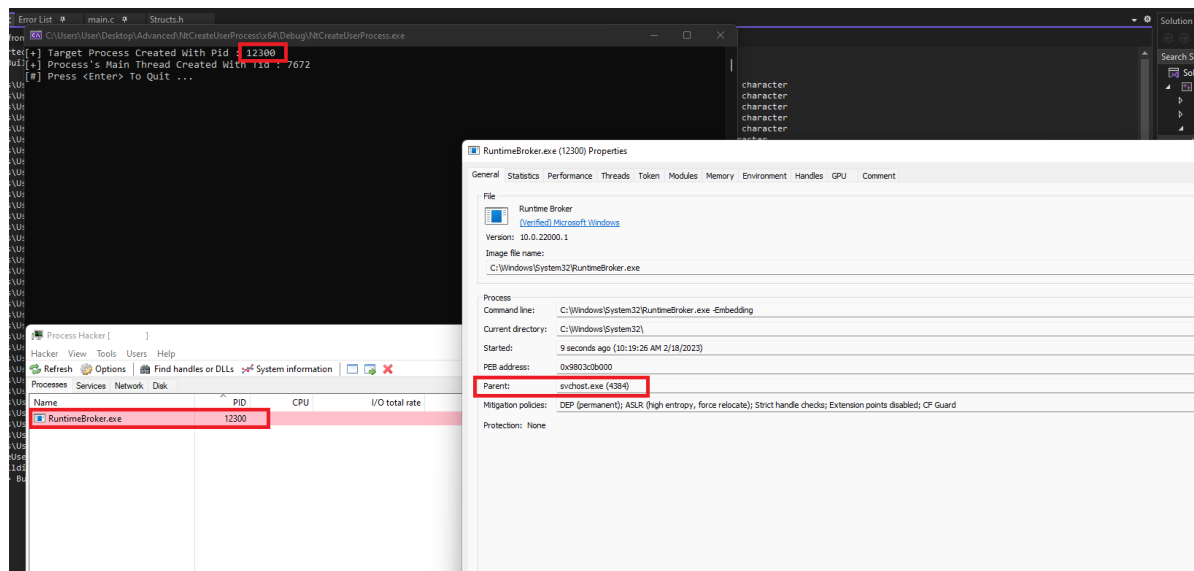 Error List
main.c
Structs.h
Solution
C:\Users\User\Desktop\Advanced\NtCreateUserProcess\x64\Debug\NtCreateUserProcess.exe
[+] Target Process Created With Pid : 12300
[+] Process's Main Thread Created With Tid : 7672
[#] Press <Enter> To Quit ...
Search S
character
character
character
character
character
RuntimeBroker.exe (12300) Properties
General Statistics Performance Threads Token Modules Memory Environment Handles GPU Comment
File
Runtime Broker
(Verified) Microsoft Windows
Version: 10.0.22000.1
Image file name:
C:\Windows\System32\RuntimeBroker.exe
Process
Command line: C:\Windows\System32\RuntimeBroker.exe -Embedding
Current directory: C:\Windows\System32\
Started: 9 seconds ago (10:19:26 AM 2/18/2023)
PEB address: 0x9803c0b000
Parent: svchost.exe (4384)
Mitigation policies: DEP (permanent); ASLR (high entropy, force relocate); Strict handle checks; Extension points disabled; CF Guard
Protection: None
Process Hacker [ ]
Hacker View Tools Users Help
Refresh Options Find handles or DLLs System information
Processes Services Network Disk
Name PID CPU I/O total rate
RuntimeBroker.exe 12300